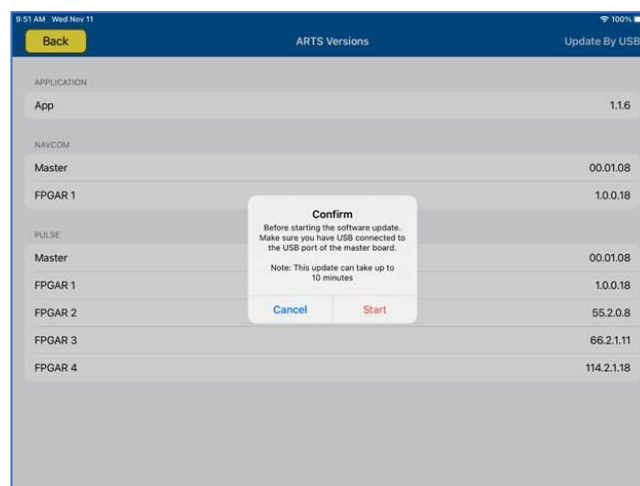 9:51 AM Wed Nov 11 100%
Back ARTS Versions Update By USB
APPLICATION
App 1.1.6
NAVCOM
Master 00.01.08
FPGAR 1 1.0.0.18
PULSE
Master 00.01.08
FPGAR 1 1.0.0.18
FPGAR 2 55.2.0.8
FPGAR 3 66.2.1.11
FPGAR 4 114.2.1.18
Confirm
Before starting the software update.
Make sure you have USB connected to
the USB port of the master board.
Note: This update can take up to
10 minutes
Cancel Start